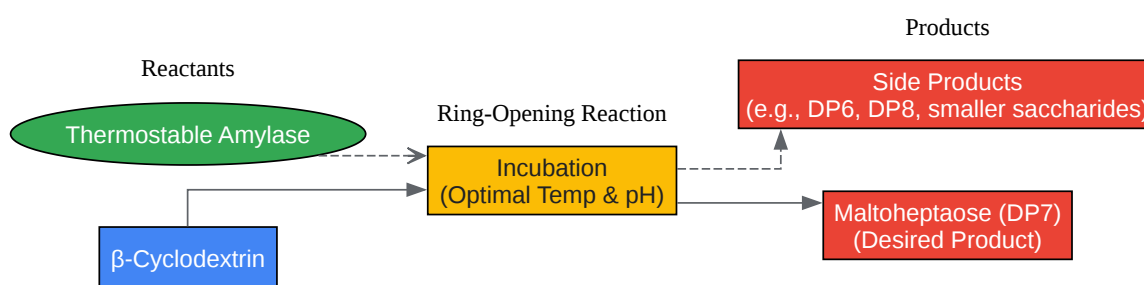 Products
Reactants
Side Products
(e.g., DP6, DP8, smaller saccharides)
Ring-Opening Reaction
Thermostable Amylase
Incubation
(Optimal Temp & pH)
Maltoheptaose (DP7)
(Desired Product)
β-Cyclodextrin